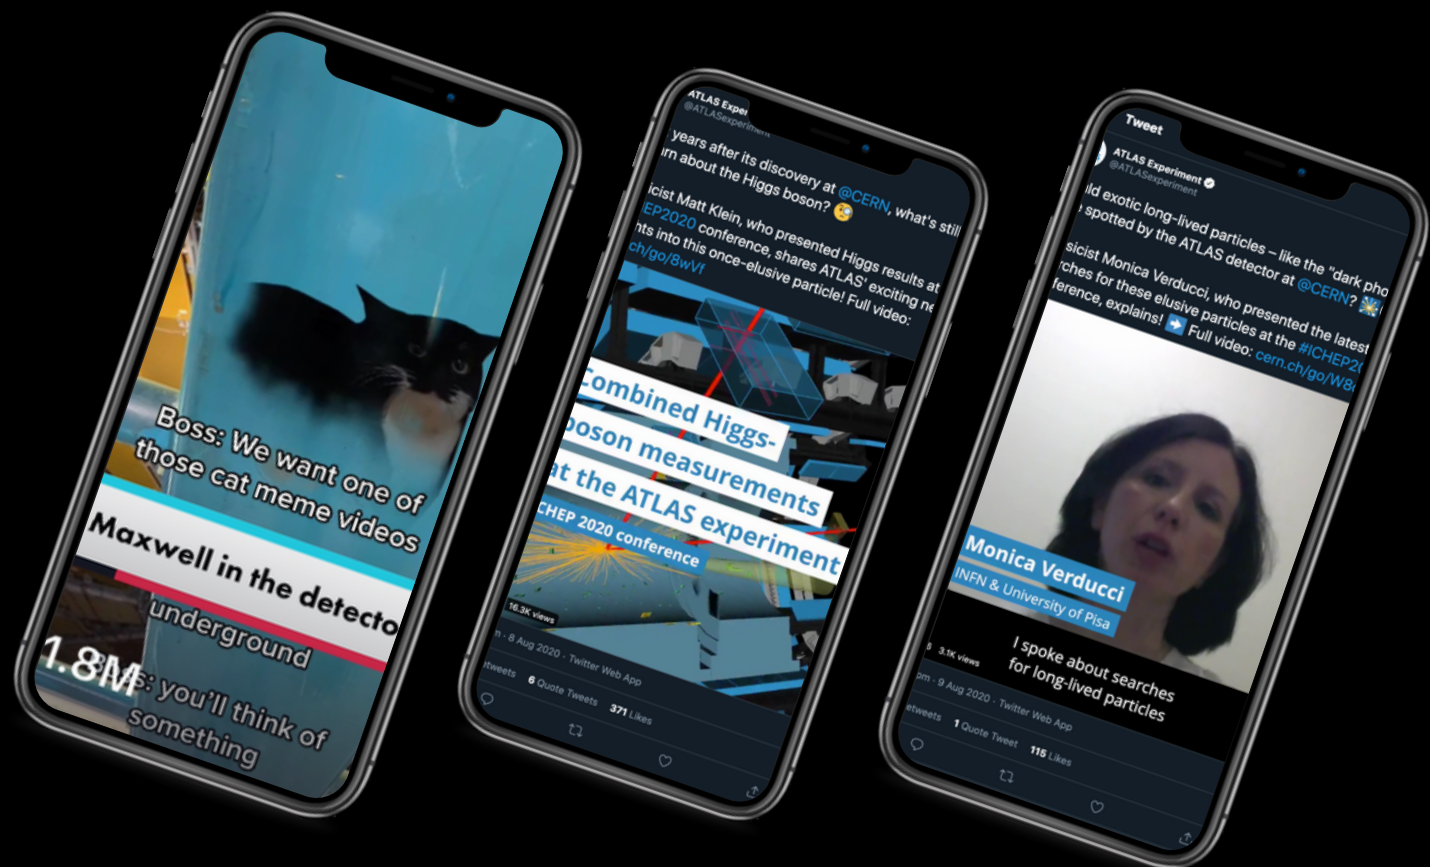 Boss: We want one of
those cat meme videos
Maxwell in the detecto
underground
1.8M
s: you'll think of
something
ATLAS Exper
@ATLASexperiment
years after its discovery at @CERN, what's still
rn about the Higgs boson? 🧐
icist Matt Klein, who presented Higgs results at
EP2020 conference, shares ATLAS' exciting ne
nts into this once-elusive particle! Full video:
ch/go/8wVf
Combined Higgs-
boson measurements
at the ATLAS experiment
CHEP 2020 conference
16.3K views
m · 8 Aug 2020 · Twitter Web App
etweets 6 Quote Tweets 371 Likes
Tweet
ATLAS Experiment
@ATLASexperiment
ld exotic long-lived particles – like the "dark pho
spotted by the ATLAS detector at @CERN? 
sicist Monica Verducci, who presented the latest
rches for these elusive particles at the #ICHEP20
ference, explains! ➡ Full video: cern.ch/go/W8
Monica Verducci
INFN & University of Pisa
I spoke about searches
for long-lived particles
3.1K views
pm · 9 Aug 2020 · Twitter Web App
etweets 1 Quote Tweet 115 Likes